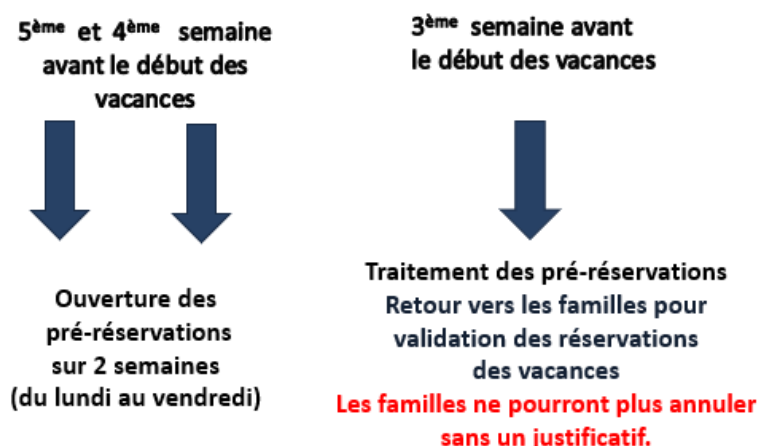 5ème et 4ème semaine
avant le début des
vacances
Ouverture des
pré-réservations
sur 2 semaines
(du lundi au vendredi)
3ème semaine avant
le début des vacances
Traitement des pré-réservations
Retour vers les familles pour
validation des réservations
des vacances
Les familles ne pourront plus annuler
sans un justificatif.